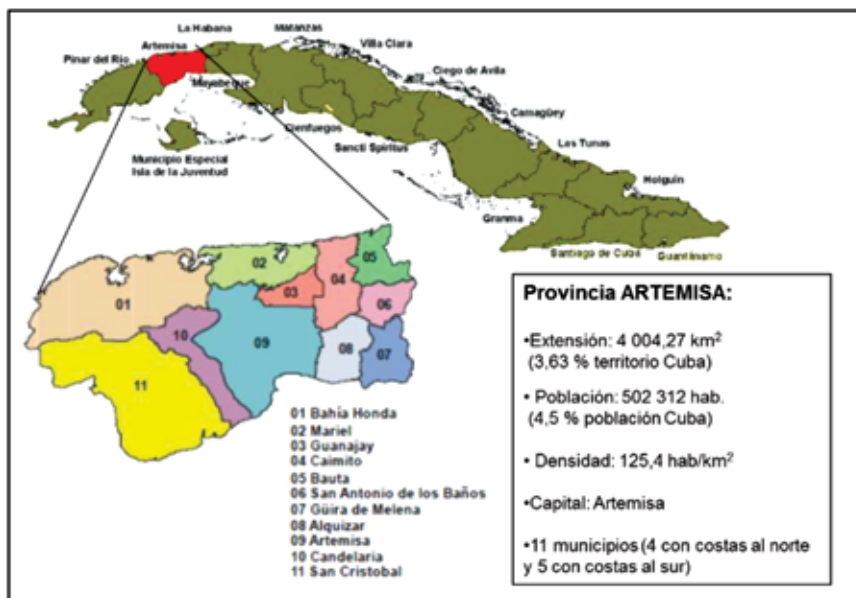 La Habana
Matanzas
Artemisa
Villa Clara
Pinar del Río
Ciego de Avila
Mayabeque
Camagüey
Cienfuegos
Las Tunas
Sancti Spiritus
Municipio Especial
Isla de la Juventud
Holguín
Granma
Santiago de Cuba
Guantánamo
01
02
03
04
05
06
07
08
09
10
11
01 Bahía Honda
02 Mariel
03 Guanajay
04 Caimito
05 Bauta
06 San Antonio de los Baños
07 Güira de Melena
08 Alquizar
09 Artemisa
10 Candelaria
11 San Cristobal
Provincia ARTEMISA:
•Extensión: 4 004,27 km²
(3,63 % territorio Cuba)
• Población: 502 312 hab.
(4,5 % población Cuba)
• Densidad: 125,4 hab/km²
•Capital: Artemisa
•11 municipios (4 con costas al norte
y 5 con costas al sur)